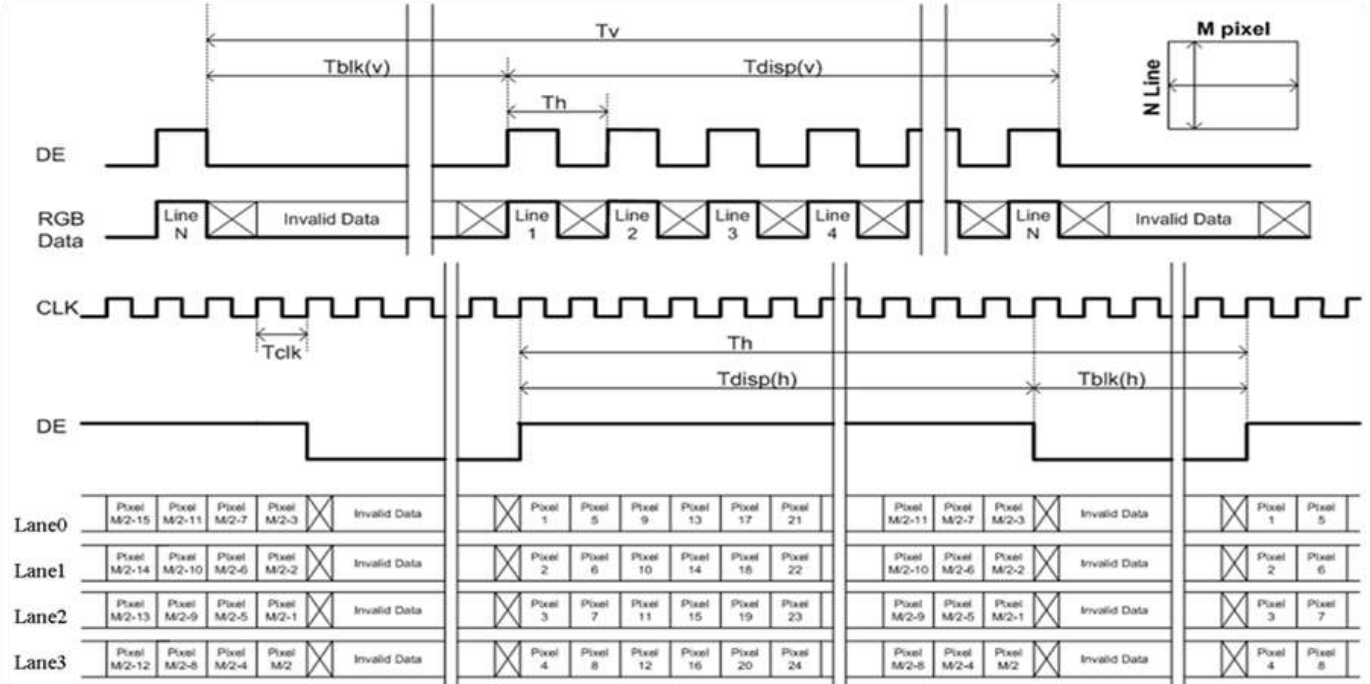 Tv
M pixel
Tblk(v)
Tdisp(v)
N Line
Th
DE
RGB
Data
Line
N
Invalid Data
Line
1
Line
2
Line
3
Line
4
Line
N
Invalid Data
CLK
Tclk
Th
Tdisp(h)
Tblk(h)
DE
Lane0
Pixel M/2-15
Pixel M/2-11
Pixel M/2-7
Pixel M/2-3
Invalid Data
Pixel 1
Pixel 5
Pixel 9
Pixel 13
Pixel 17
Pixel 21
Pixel M/2-11
Pixel M/2-7
Pixel M/2-3
Invalid Data
Pixel 1
Pixel 5
Lane1
Pixel M/2-14
Pixel M/2-10
Pixel M/2-6
Pixel M/2-2
Invalid Data
Pixel 2
Pixel 6
Pixel 10
Pixel 14
Pixel 18
Pixel 22
Pixel M/2-10
Pixel M/2-6
Pixel M/2-2
Invalid Data
Pixel 2
Pixel 6
Lane2
Pixel M/2-13
Pixel M/2-9
Pixel M/2-5
Pixel M/2-1
Invalid Data
Pixel 3
Pixel 7
Pixel 11
Pixel 15
Pixel 19
Pixel 23
Pixel M/2-9
Pixel M/2-5
Pixel M/2-1
Invalid Data
Pixel 3
Pixel 7
Lane3
Pixel M/2-12
Pixel M/2-8
Pixel M/2-4
Pixel M/2
Invalid Data
Pixel 4
Pixel 8
Pixel 12
Pixel 16
Pixel 20
Pixel 24
Pixel M/2-8
Pixel M/2-4
Pixel M/2
Invalid Data
Pixel 4
Pixel 8